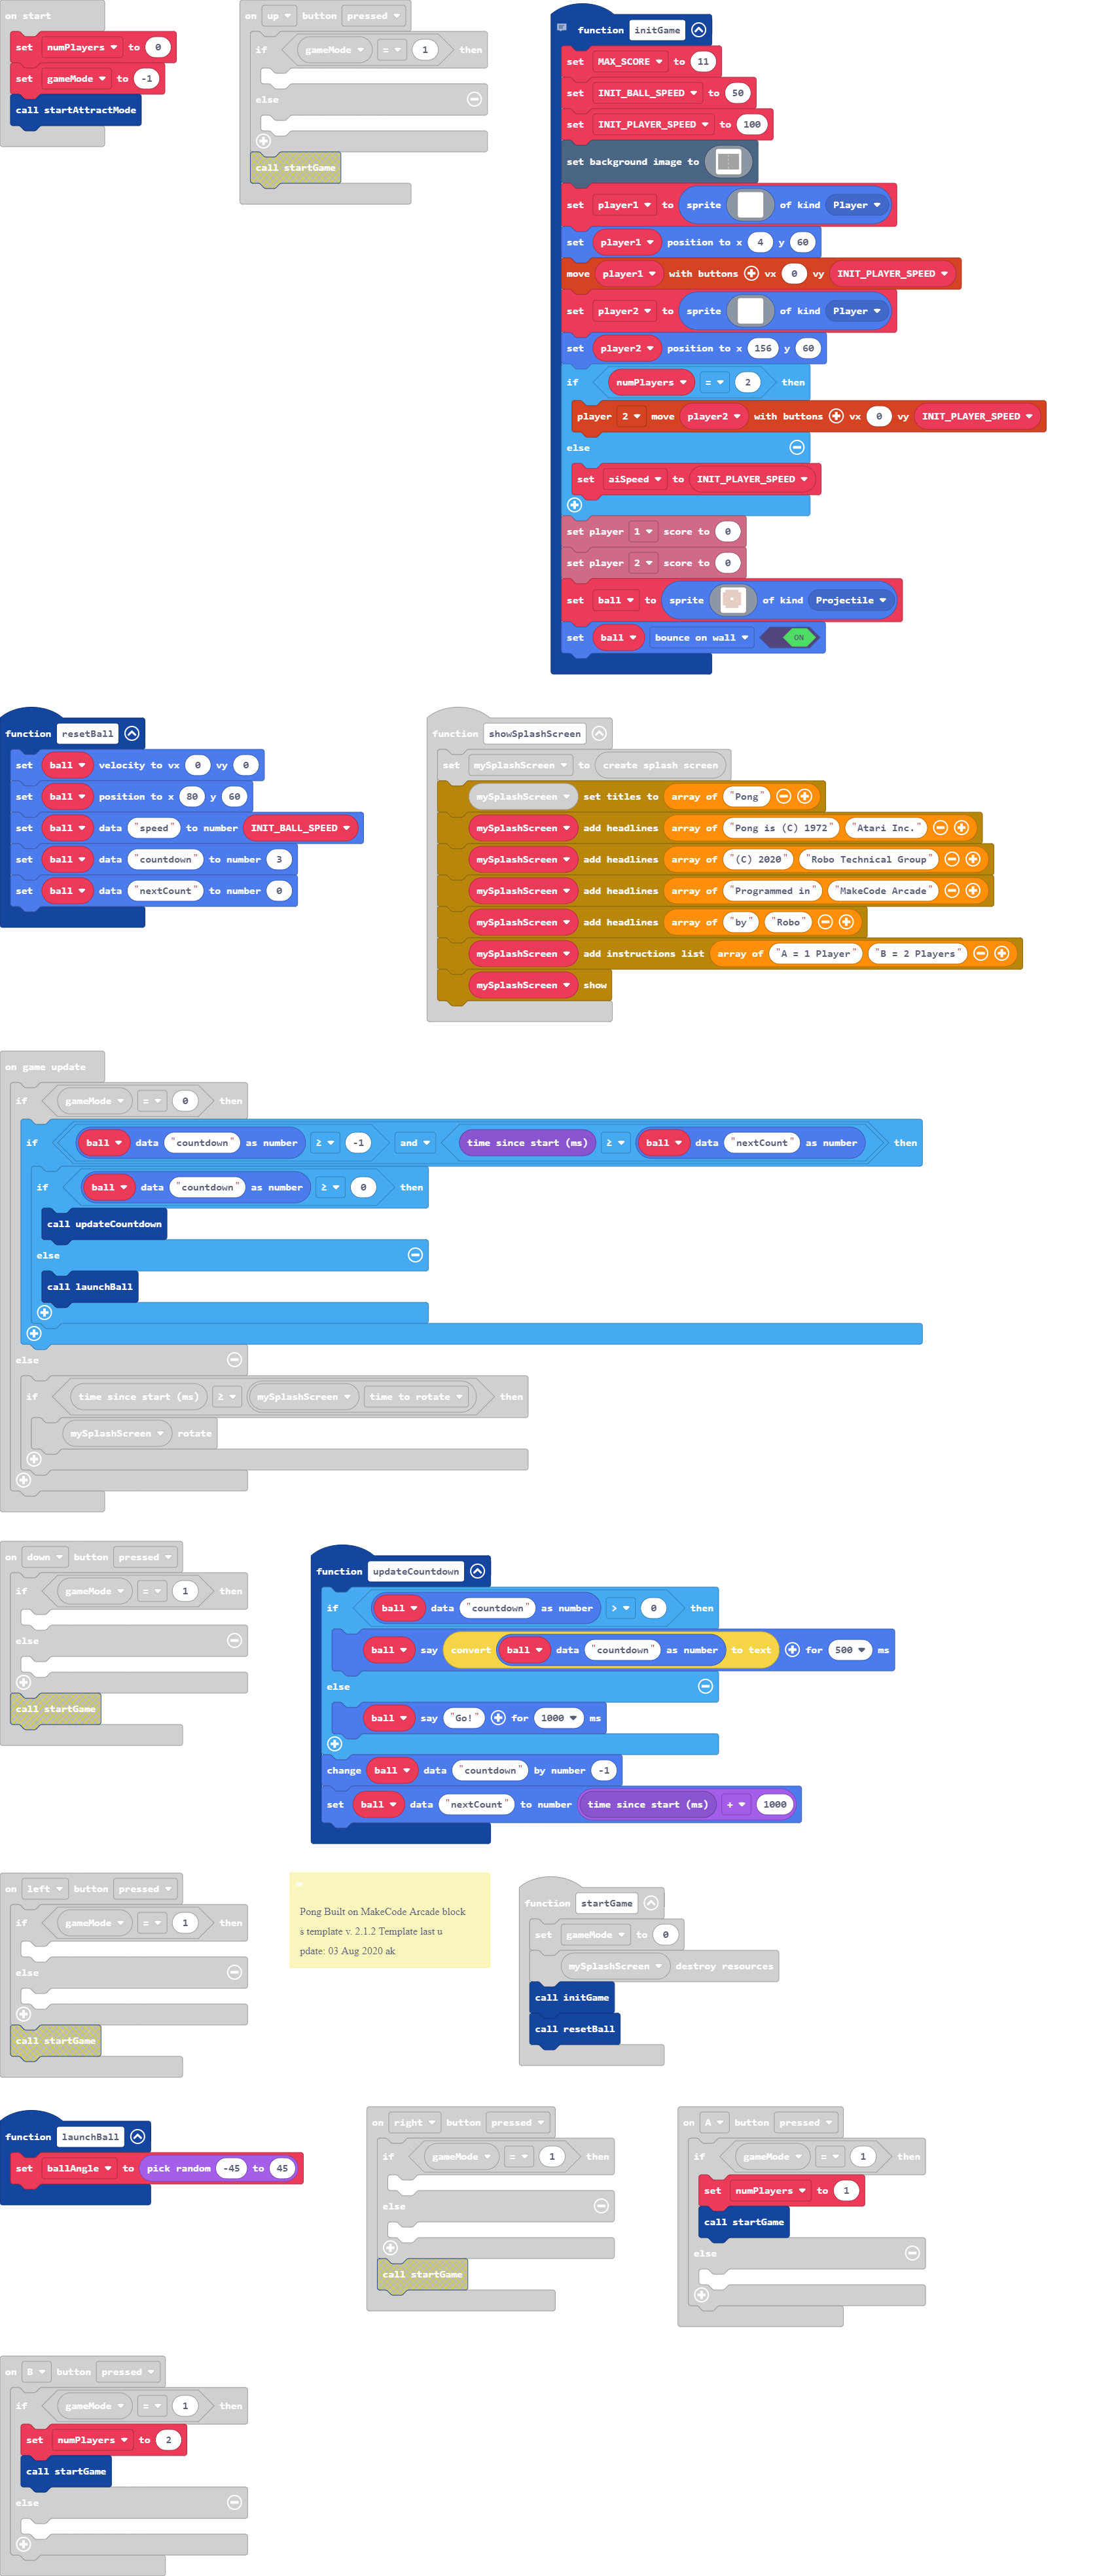 on start
set numPlayers to 0
set gameMode to -1
call startAttractMode
on up button pressed
if gameMode = 1 then
else
call startGame
function initGame
set MAX_SCORE to 11
set INIT_BALL_SPEED to 50
set INIT_PLAYER_SPEED to 100
set background image to
set player1 to sprite of kind Player
set player1 position to x 4 y 60
move player1 with buttons vx 0 vy INIT_PLAYER_SPEED
set player2 to sprite of kind Player
set player2 position to x 156 y 60
if numPlayers = 2 then
player 2 move player2 with buttons vx 0 vy INIT_PLAYER_SPEED
else
set aiSpeed to INIT_PLAYER_SPEED
set player 1 score to 0
set player 2 score to 0
set ball to sprite of kind Projectile
set ball bounce on wall ON
function resetBall
set ball velocity to vx 0 vy 0
set ball position to x 80 y 60
set ball data "speed" to number INIT_BALL_SPEED
set ball data "countdown" to number 3
set ball data "nextCount" to number 0
function showSplashScreen
set mySplashScreen to create splash screen
mySplashScreen set titles to array of "Pong"
mySplashScreen add headlines array of "Pong is (C) 1972" "Atari Inc."
mySplashScreen add headlines array of "(C) 2020" "Robo Technical Group"
mySplashScreen add headlines array of "Programmed in" "MakeCode Arcade"
mySplashScreen add headlines array of "by" "Robo"
mySplashScreen add instructions list array of "A = 1 Player" "B = 2 Players"
mySplashScreen show
on game update
if gameMode = 0 then
if ball data "countdown" as number ≥ -1 and time since start (ms) ≥ ball data "nextCount" as number then
if ball data "countdown" as number ≥ 0 then
call updateCountdown
else
call launchBall
else
if time since start (ms) ≥ mySplashScreen time to rotate then
mySplashScreen rotate
on down button pressed
if gameMode = 1 then
else
call startGame
function updateCountdown
if ball data "countdown" as number > 0 then
ball say convert ball data "countdown" as number to text for 500 ms
else
ball say "Go!" for 1000 ms
change ball data "countdown" by number -1
set ball data "nextCount" to number time since start (ms) + 1000
on left button pressed
if gameMode = 1 then
else
call startGame
Pong Built on MakeCode Arcade block
s template v. 2.1.2 Template last u
pdate: 03 Aug 2020 ak
function startGame
set gameMode to 0
mySplashScreen destroy resources
call initGame
call resetBall
function launchBall
set ballAngle to pick random -45 to 45
on right button pressed
if gameMode = 1 then
else
call startGame
on A button pressed
if gameMode = 1 then
set numPlayers to 1
call startGame
else
on B button pressed
if gameMode = 1 then
set numPlayers to 2
call startGame
else